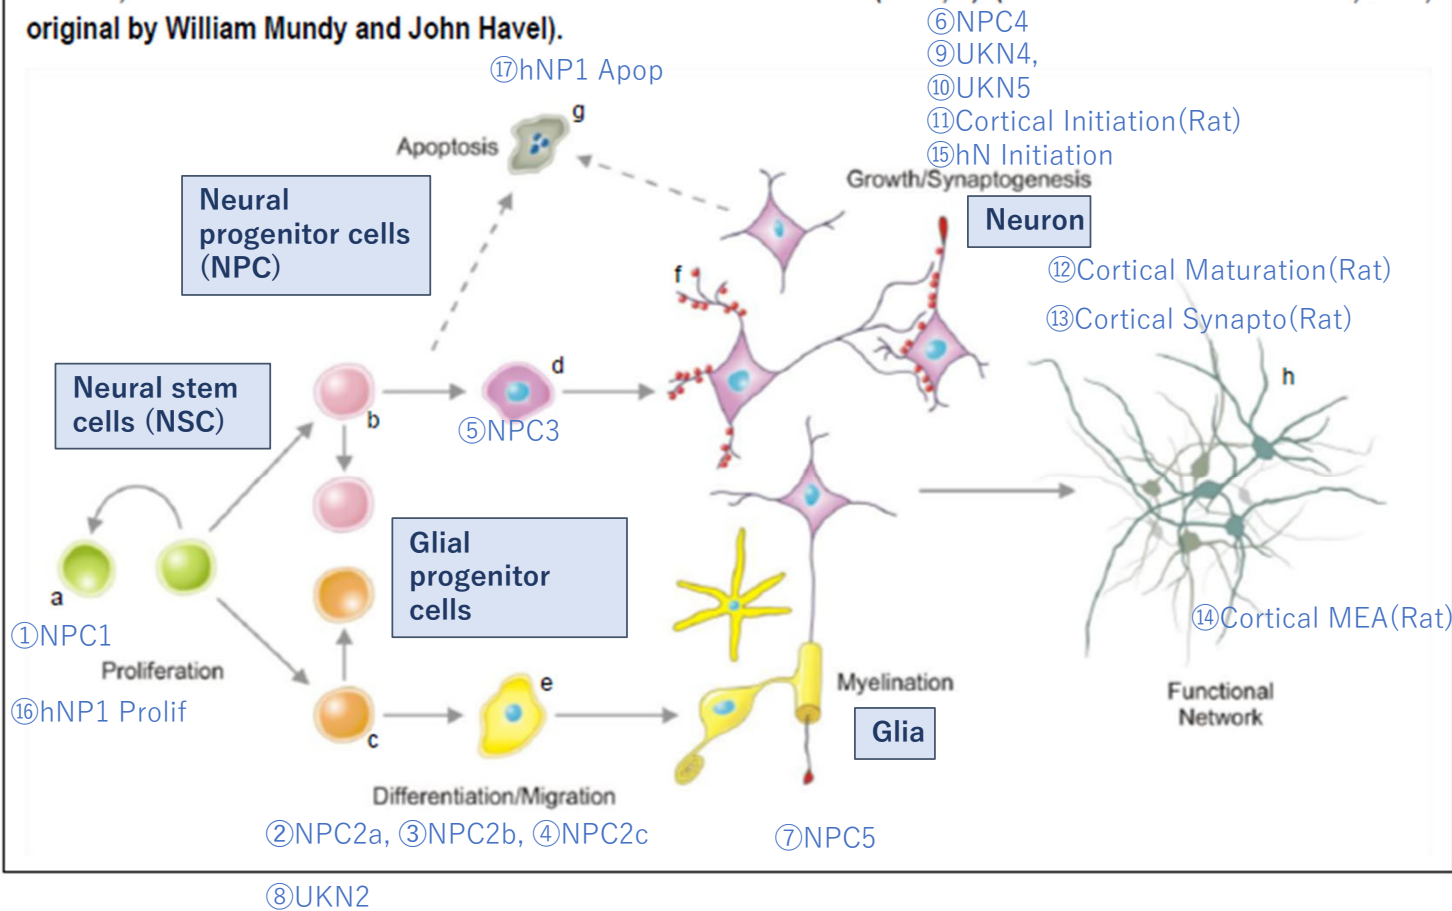 original by William Mundy and John Havel).
⑥NPC4
⑨UKN4,
⑩UKN5
⑪Cortical Initiation(Rat)
⑮hN Initiation
⑰hNP1 Apop
g
Apoptosis
Growth/Synaptogenesis
Neural
progenitor cells
(NPC)
Neuron
f
⑫Cortical Maturation(Rat)
⑬Cortical Synapto(Rat)
d
h
Neural stem
cells (NSC)
b
⑤NPC3
Glial
progenitor
cells
a
①NPC1
Proliferation
⑯hNP1 Prolif
⑭Cortical MEA(Rat)
e
c
Myelination
Glia
Functional
Network
Differentiation/Migration
②NPC2a, ③NPC2b, ④NPC2c
⑦NPC5
⑧UKN2